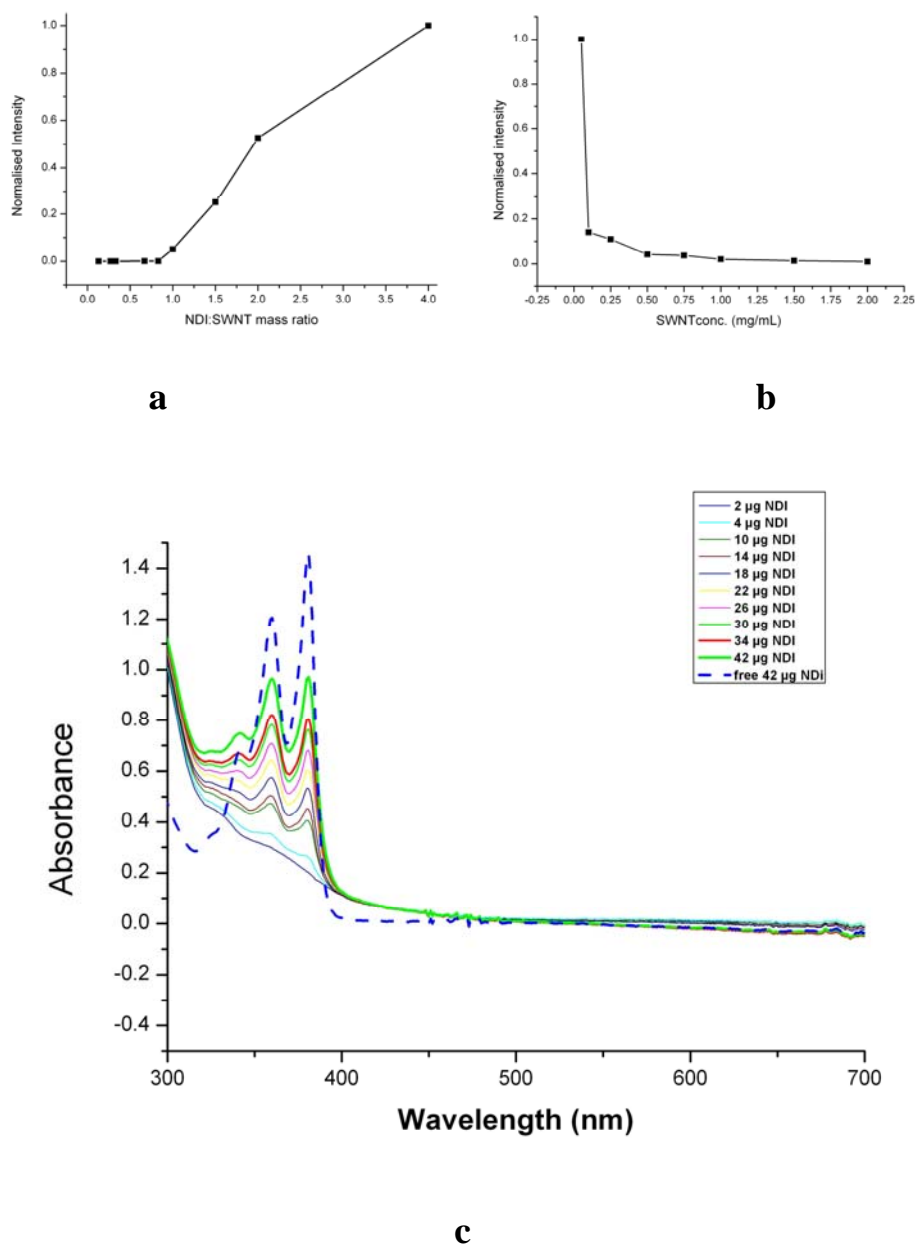 1.0
0.8
0.6
0.4
0.2
0.0
Normalised Intensity
0.0 0.5 1.0 1.5 2.0 2.5 3.0 3.5 4.0
NDI:SWNT mass ratio
a
1.0
0.8
0.6
0.4
0.2
0.0
Normalised intensity
-0.25 0.00 0.25 0.50 0.75 1.00 1.25 1.50 1.75 2.00 2.25
SWNTconc. (mg/mL)
b
2 µg NDI
4 µg NDI
10 µg NDI
14 µg NDI
18 µg NDI
22 µg NDI
26 µg NDI
30 µg NDI
34 µg NDI
42 µg NDI
free 42 µg NDi
1.4
1.2
1.0
0.8
0.6
0.4
0.2
0.0
-0.2
-0.4
Absorbance
300 400 500 600 700
Wavelength (nm)
c